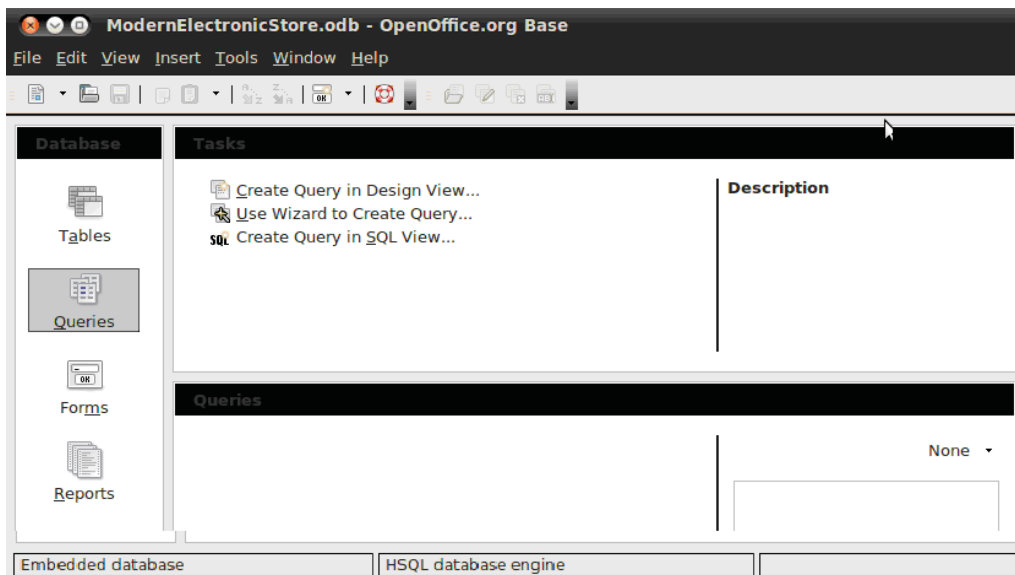 ModernElectronicStore.odb - OpenOffice.org Base
File Edit View Insert Tools Window Help
Database
Tasks
Tables
Queries
Forms
Reports
Create Query in Design View...
Use Wizard to Create Query...
SQL Create Query in SQL View...
Description
Queries
None
Embedded database
HSQL database engine